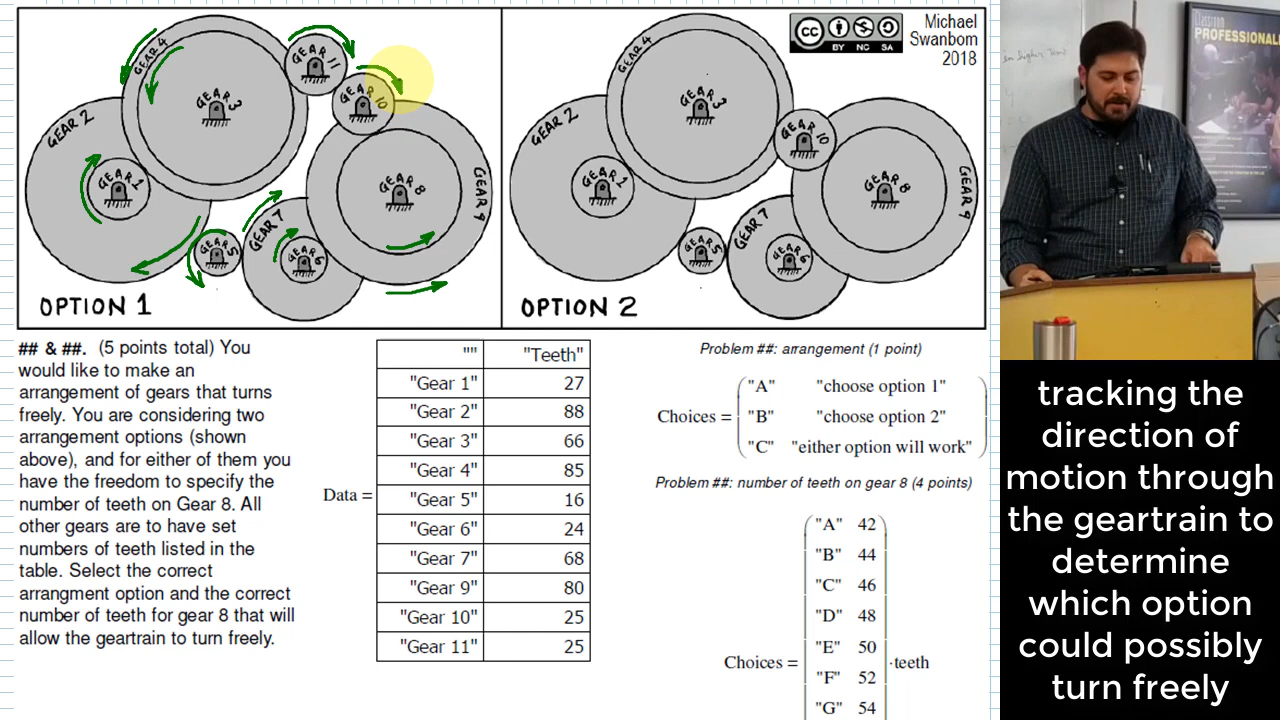 GEAR 4
GEAR 11
GEAR 3
GEAR 10
GEAR 2
GEAR 1
GEAR 8
GEAR 9
GEAR 7
GEAR 5
GEAR 6
OPTION 1
GEAR 4
GEAR 3
GEAR 2
GEAR 10
GEAR 1
GEAR 8
GEAR 9
GEAR 7
GEAR 5
GEAR 6
OPTION 2
cc
BY NC SA
Michael
Swanbom
2018
Classroom
PROFESSIONALI
## & ##. (5 points total) You
would like to make an
arrangement of gears that turns
freely. You are considering two
arrangement options (shown
above), and for either of them you
have the freedom to specify the
number of teeth on Gear 8. All
other gears are to have set
numbers of teeth listed in the
table. Select the correct
arrangment option and the correct
number of teeth for gear 8 that will
allow the geartrain to turn freely.
Data =
"" "Teeth"
"Gear 1" 27
"Gear 2" 88
"Gear 3" 66
"Gear 4" 85
"Gear 5" 16
"Gear 6" 24
"Gear 7" 68
"Gear 9" 80
"Gear 10" 25
"Gear 11" 25
Problem ##: arrangement (1 point)
Choices =
"A" "choose option 1"
"B" "choose option 2"
"C" "either option will work"
Problem ##: number of teeth on gear 8 (4 points)
Choices =
"A" 42
"B" 44
"C" 46
"D" 48
"E" 50
"F" 52
"G" 54
·teeth
tracking the
direction of
motion through
the geartrain to
determine
which option
could possibly
turn freely